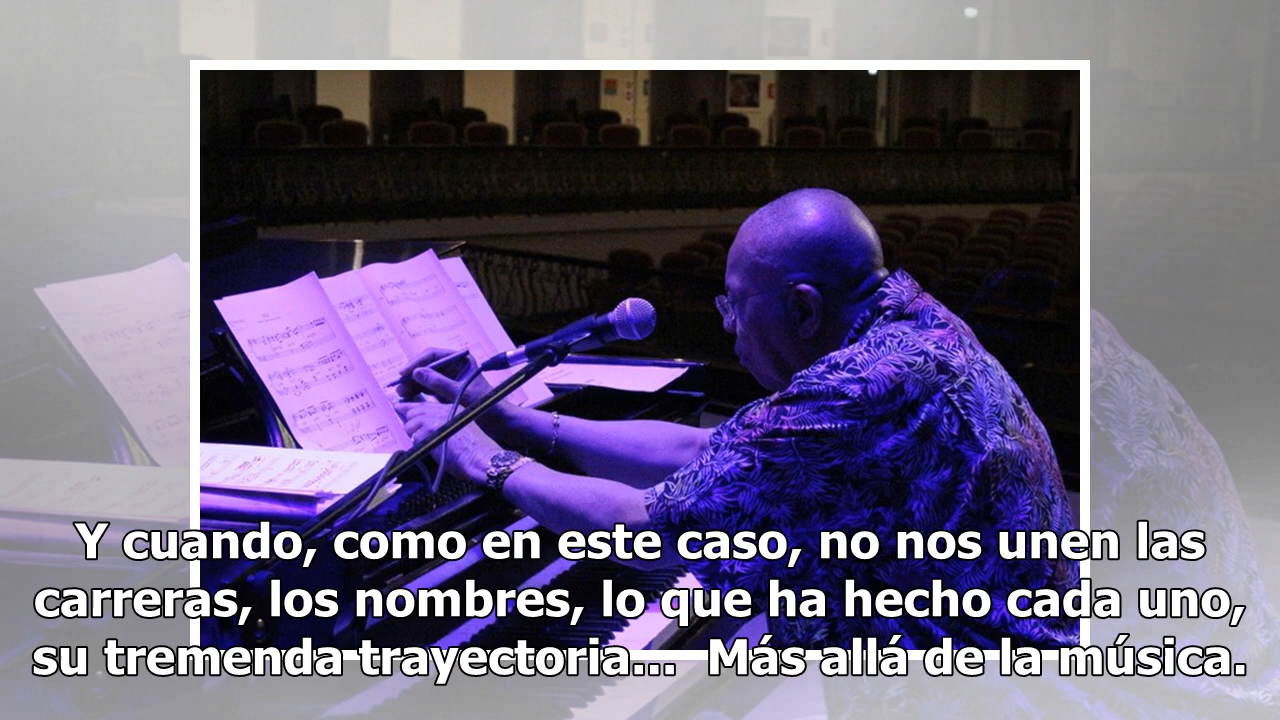 Y cuando, como en este caso, no nos unen las
carreras, los nombres, lo que ha hecho cada uno,
su tremenda trayectoria...  Más allá de la música.